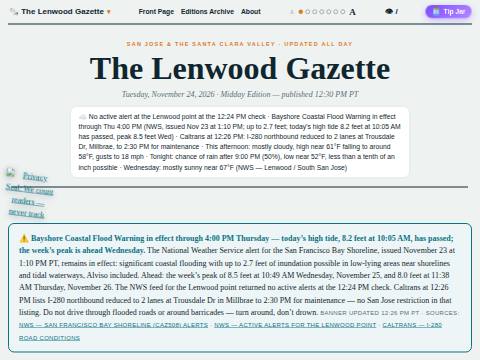 The Lenwood Gazette ▾ Front Page Editions Archive About A A 👁 / Tip Jar
SAN JOSE & THE SANTA CLARA VALLEY · UPDATED ALL DAY
The Lenwood Gazette
Tuesday, November 24, 2026 · Midday Edition — published 12:30 PM PT
☁️ No active alert at the Lenwood point at the 12:24 PM check · Bayshore Coastal Flood Warning in effect
through Thu 4:00 PM (NWS, issued Nov 23 at 1:10 PM; up to 2.7 feet; today's high tide 8.2 feet at 10:05 AM
has passed, peak 8.5 feet Wed) · Caltrans at 12:26 PM: I-280 northbound reduced to 2 lanes at Trousdale
Dr, Millbrae, to 2:30 PM for maintenance · This afternoon: mostly cloudy, high near 61°F falling to around
58°F, gusts to 18 mph · Tonight: chance of rain after 9:00 PM (50%), low near 52°F, less than a tenth of an
inch possible · Wednesday: mostly sunny near 67°F (NWS — Lenwood / South San Jose)
Privacy
Seal: We count
readers —
never track
⚠️ Bayshore Coastal Flood Warning in effect through 4:00 PM Thursday — today's high tide, 8.2 feet at 10:05 AM, has passed;
the week's peak is ahead Wednesday. The National Weather Service alert for the San Francisco Bay Shoreline, issued November 23 at
1:10 PM PT, remains in effect: significant coastal flooding with up to 2.7 feet of inundation possible in low-lying areas near shorelines
and tidal waterways, Alviso included. Ahead: the week's peak of 8.5 feet at 10:49 AM Wednesday, November 25, and 8.0 feet at 11:38
AM Thursday, November 26. The NWS feed for the Lenwood point returned no active alerts at the 12:24 PM check. Caltrans at 12:26
PM lists I-280 northbound reduced to 2 lanes at Trousdale Dr in Millbrae to 2:30 PM for maintenance — no San Jose restriction in that
listing. Do not drive through flooded roads or around barricades — turn around, don't drown. BANNER UPDATED 12:26 PM PT · SOURCES:
NWS — SAN FRANCISCO BAY SHORELINE (CAZ508) ALERTS · NWS — ACTIVE ALERTS FOR THE LENWOOD POINT · CALTRANS — I-280
ROAD CONDITIONS